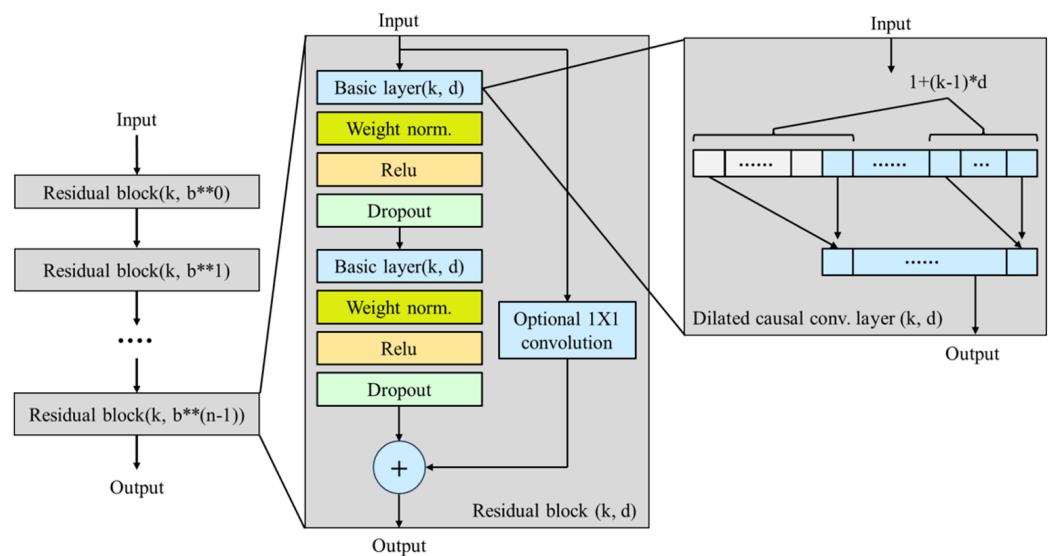 Input
Residual block(k, b**0)
Residual block(k, b**1)
....
Residual block(k, b**(n-1))
Output
Input
Basic layer(k, d)
Weight norm.
Relu
Dropout
Basic layer(k, d)
Weight norm.
Relu
Dropout
Optional 1X1
convolution
+
Residual block (k, d)
Output
Input
1+(k-1)*d
...... ...... ...
......
Dilated causal conv. layer (k, d)
Output